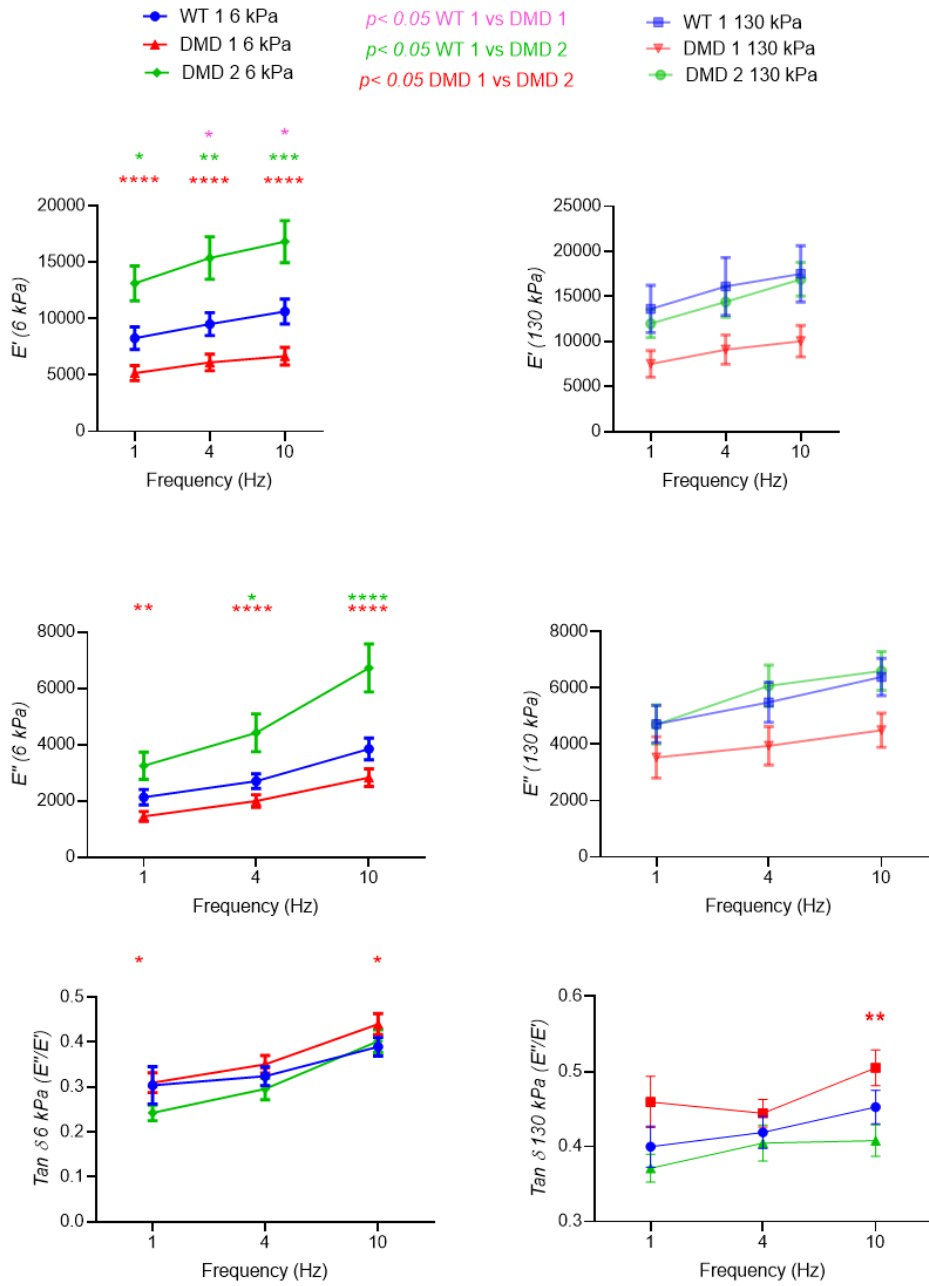 WT 1 6 kPa
DMD 1 6 kPa
DMD 2 6 kPa
p< 0.05 WT 1 vs DMD 1
p< 0.05 WT 1 vs DMD 2
p< 0.05 DMD 1 vs DMD 2
WT 1 130 kPa
DMD 1 130 kPa
DMD 2 130 kPa
* *
* ** ***
**** **** ****
20000
15000
10000
5000
0
E' (6 kPa)
1 4 10
Frequency (Hz)
25000
20000
15000
10000
5000
0
E' (130 kPa)
1 4 10
Frequency (Hz)
* ****
** **** ****
8000
6000
4000
2000
0
E'' (6 kPa)
1 4 10
Frequency (Hz)
8000
6000
4000
2000
0
E'' (130 kPa)
1 4 10
Frequency (Hz)
* *
0.5
0.4
0.3
0.2
0.1
0.0
Tan δ 6 kPa (E''/E')
1 4 10
Frequency (Hz)
**
0.6
0.5
0.4
0.3
Tan δ 130 kPa (E''/E')
1 4 10
Frequency (Hz)